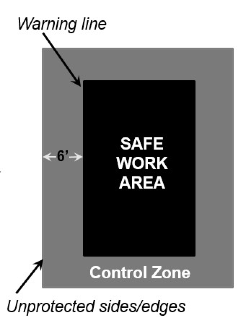 Warning line
6'
SAFE
WORK
AREA
Control Zone
Unprotected sides/edges